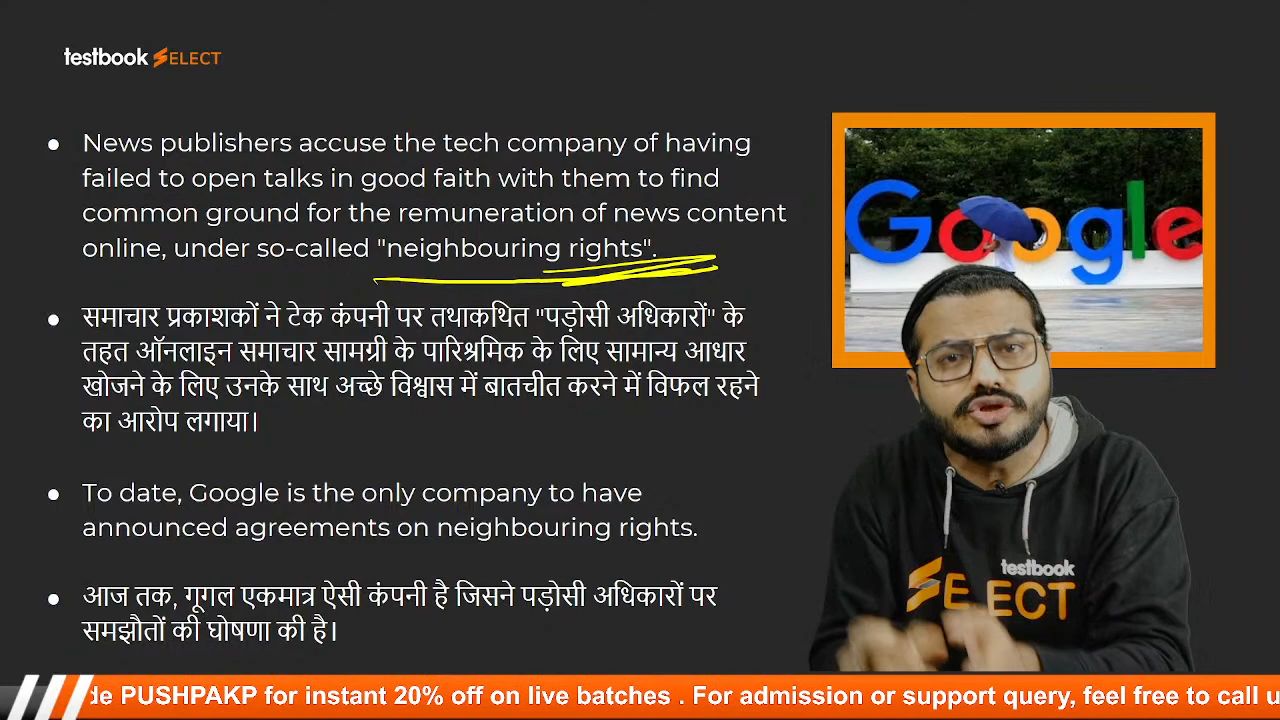 testbook SELECT
News publishers accuse the tech company of having
failed to open talks in good faith with them to find
common ground for the remuneration of news content
online, under so-called "neighbouring rights".
समाचार प्रकाशकों ने टेक कंपनी पर तथाकथित "पड़ोसी अधिकारों" के
तहत ऑनलाइन समाचार सामग्री के पारिश्रमिक के लिए सामान्य आधार
खोजने के लिए उनके साथ अच्छे विश्वास में बातचीत करने में विफल रहने
का आरोप लगाया।
To date, Google is the only company to have
announced agreements on neighbouring rights.
आज तक, गूगल एकमात्र ऐसी कंपनी है जिसने पड़ोसी अधिकारों पर
समझौतों की घोषणा की है।
Google
testbook
SELECT
de PUSHPAKP for instant 20% off on live batches . For admission or support query, feel free to call u